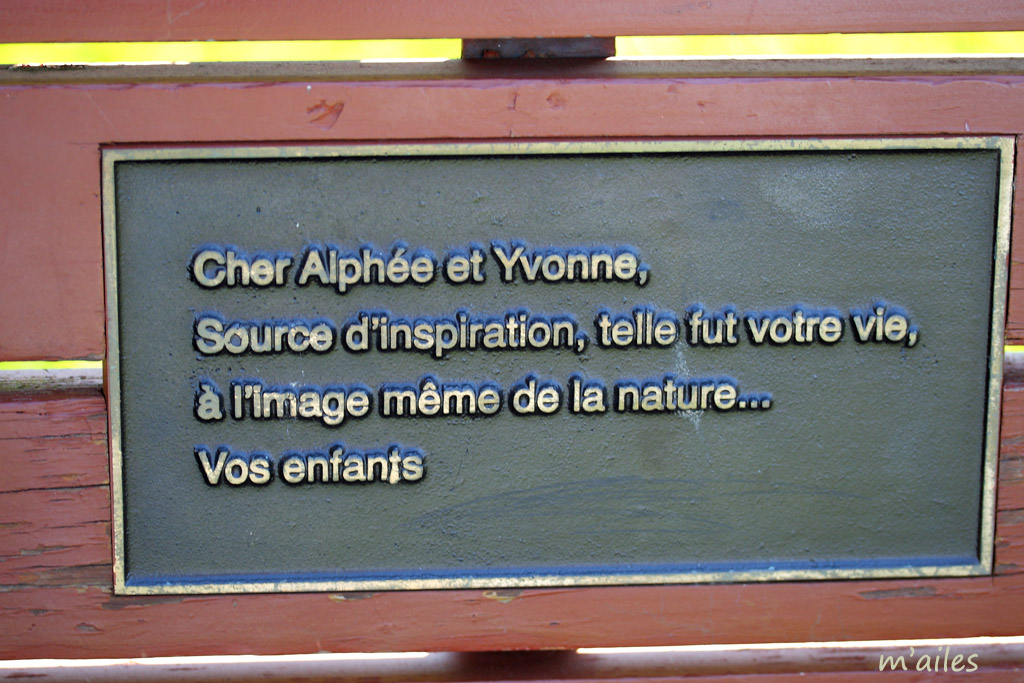 Cher Alphée et Yvonne,
Source d'inspiration, telle fut votre vie,
à l'image même de la nature...
Vos enfants
m'ailes